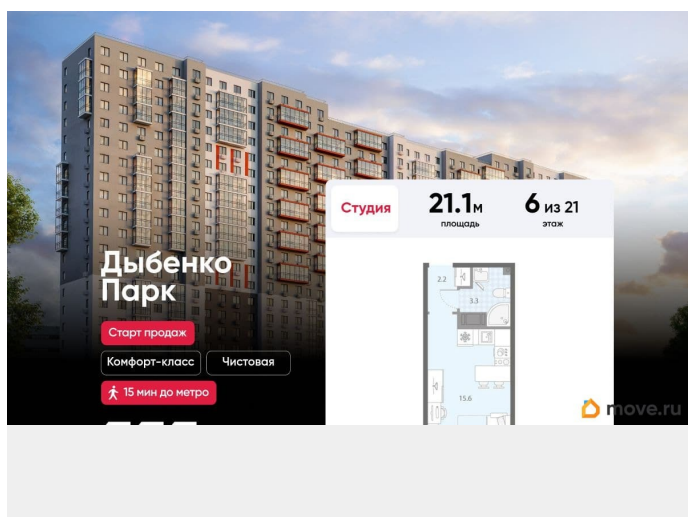 Студия
21.1м
площадь
6 из 21
этаж
Дыбенко
Парк
Старт продаж
Комфорт-класс
Чистовая
15 мин до метро
2.2
3.3
15.6
move.ru